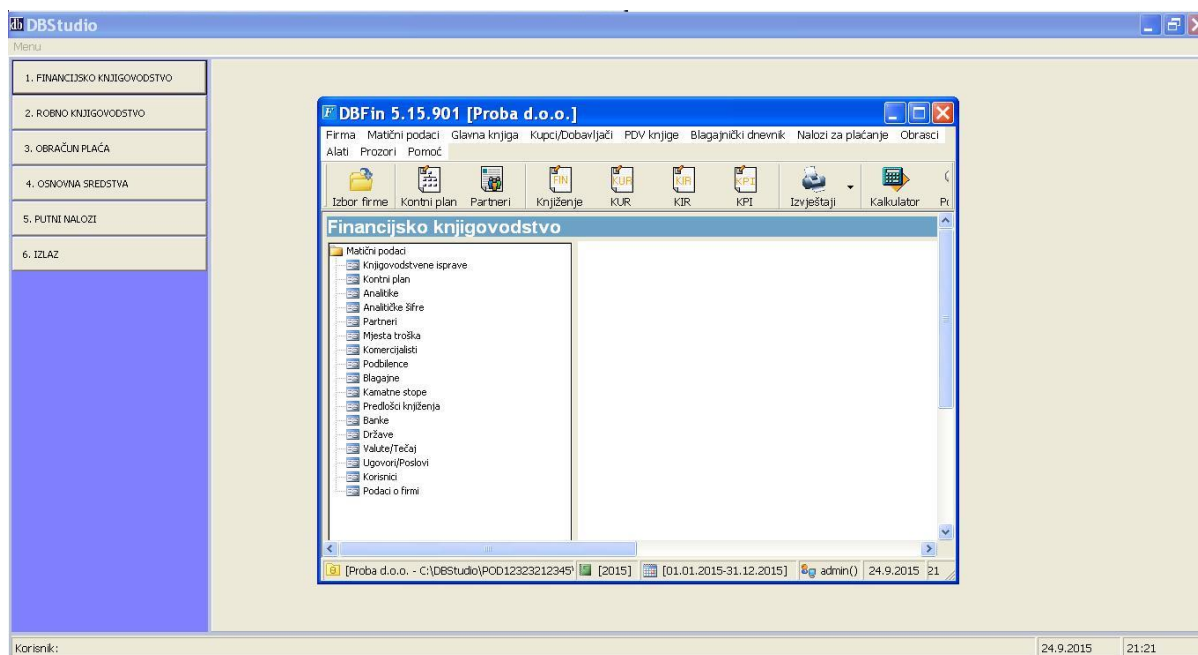 DBStudio
Menu
1. FINANCIJSKO KNJIGOVODSTVO
2. ROBNO KNJIGOVODSTVO
3. OBRAČUN PLAĆA
4. OSNOVNA SREDSTVA
5. PUTNI NALOZI
6. IZLAZ
DBFin 5.15.901 [Proba d.o.o.]
Firma Matični podaci Glavna knjiga Kupci/Dobavljači PDV knjige Blagajnički dnevnik Nalozi za plaćanje Obrasci
Alati Prozori Pomoć
FIN KUR KIR KPI
Izbor firme Kontni plan Partneri Knjiženje KUR KIR KPI Izvještaji Kalkulator
Financijsko knjigovodstvo
Matični podaci
Knjigovodstvene isprave
Kontni plan
Analitike
Analitičke šifre
Partneri
Mjesta troška
Komercijalisti
Podbilence
Blagajne
Kamatne stope
Predlošci knjiženja
Banke
Države
Valute/Tečaj
Ugovori/Poslovi
Korisnici
Podaci o firmi
[Proba d.o.o. - C:\DBStudio\POD12323212345\ [2015] [01.01.2015-31.12.2015] admin() 24.9.2015 21
Korisnik: 24.9.2015 21:21